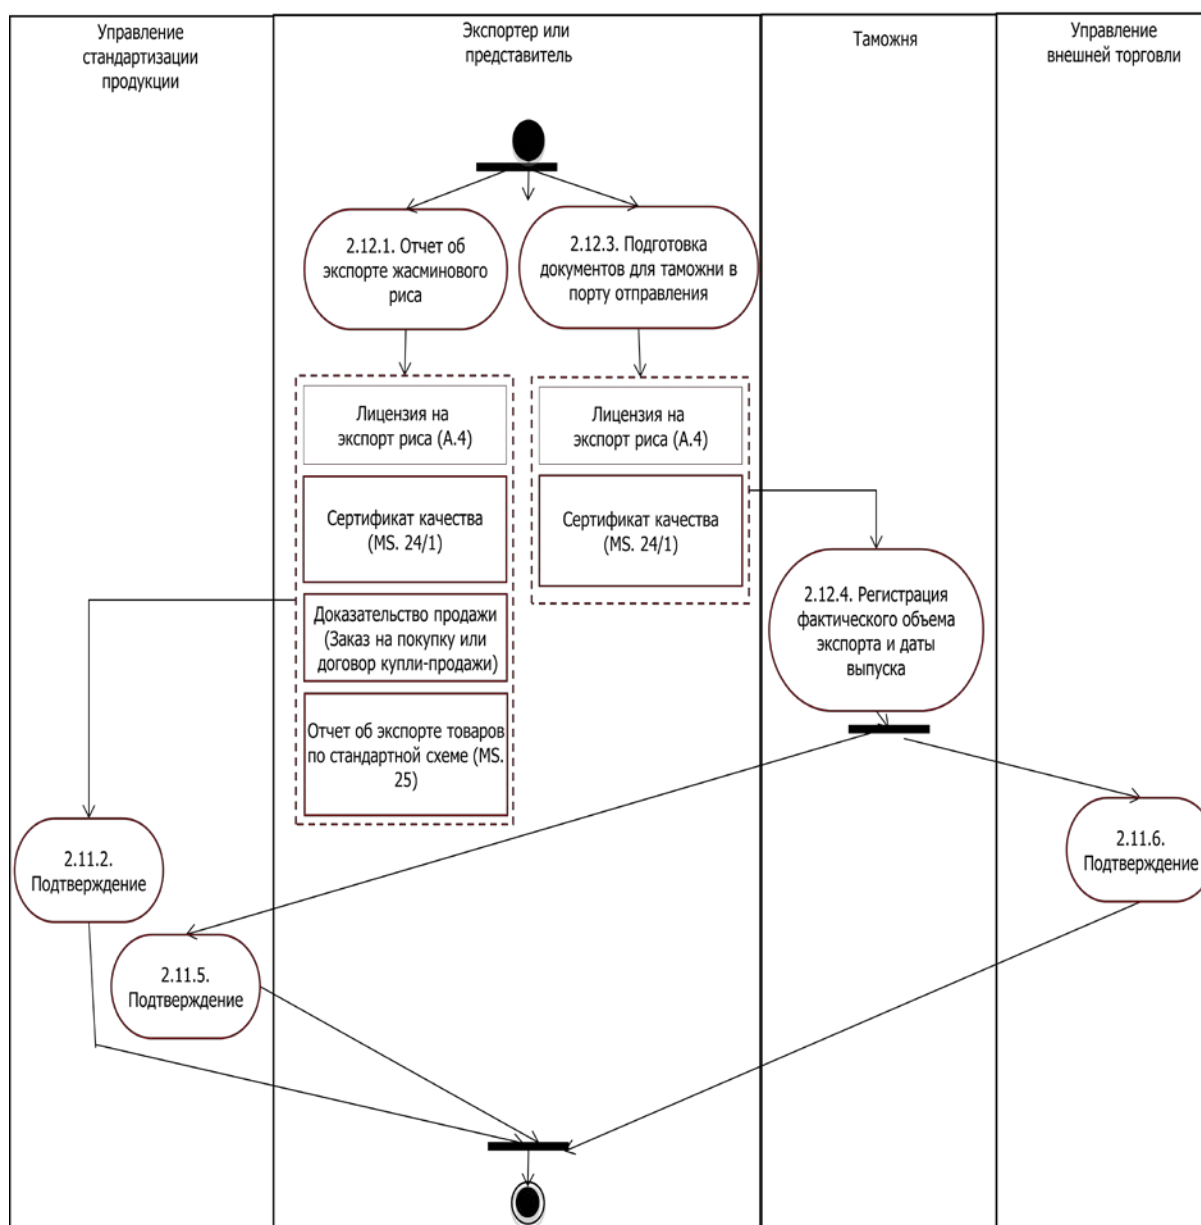 Управление
стандартизации
продукции
Экспортер или
представитель
Таможня
Управление
внешней торговли
2.12.1. Отчет об
экспорте жасминового
риса
2.12.3. Подготовка
документов для таможни в
порту отправления
Лицензия на
экспорт риса (А.4)
Сертификат качества
(MS. 24/1)
Доказательство продажи
(Заказ на покупку или
договор купли-продажи)
Отчет об экспорте товаров
по стандартной схеме (MS.
25)
Лицензия на
экспорт риса (А.4)
Сертификат качества
(MS. 24/1)
2.12.4. Регистрация
фактического объема
экспорта и даты
выпуска
2.11.2.
Подтверждение
2.11.5.
Подтверждение
2.11.6.
Подтверждение